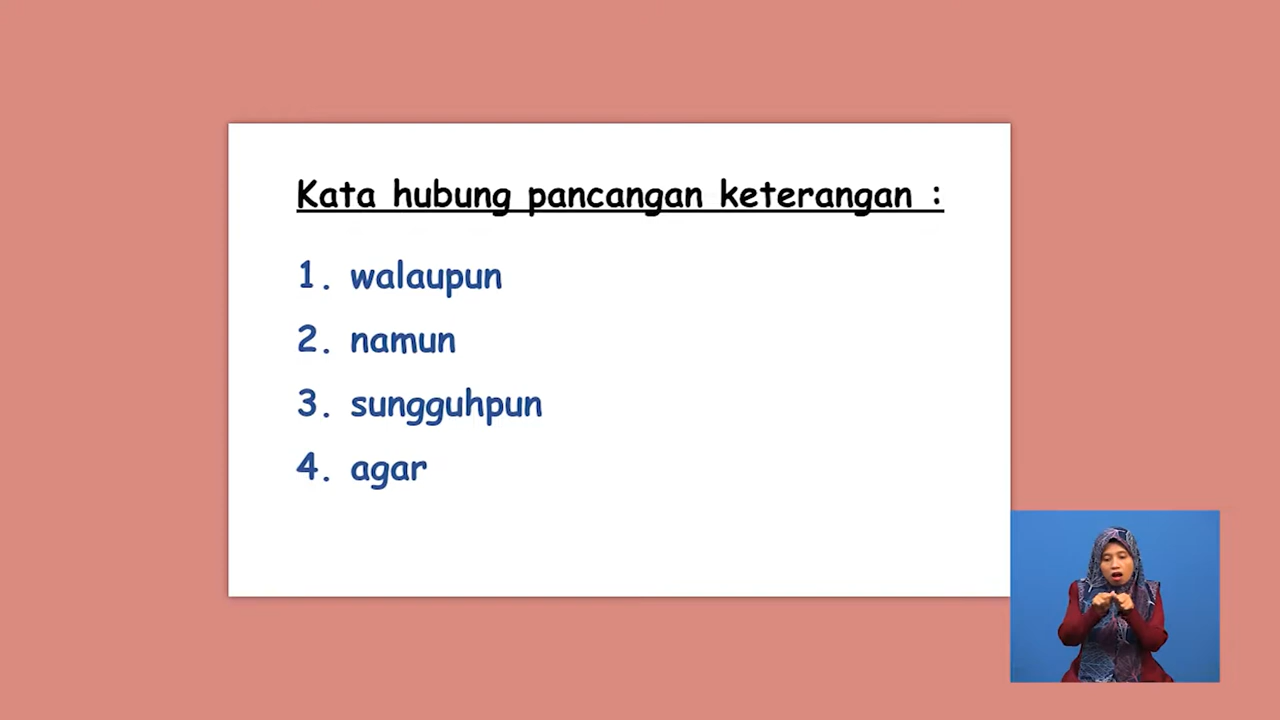 Kata hubung pancangan keterangan :
1. walaupun
2. namun
3. sungguhpun
4. agar